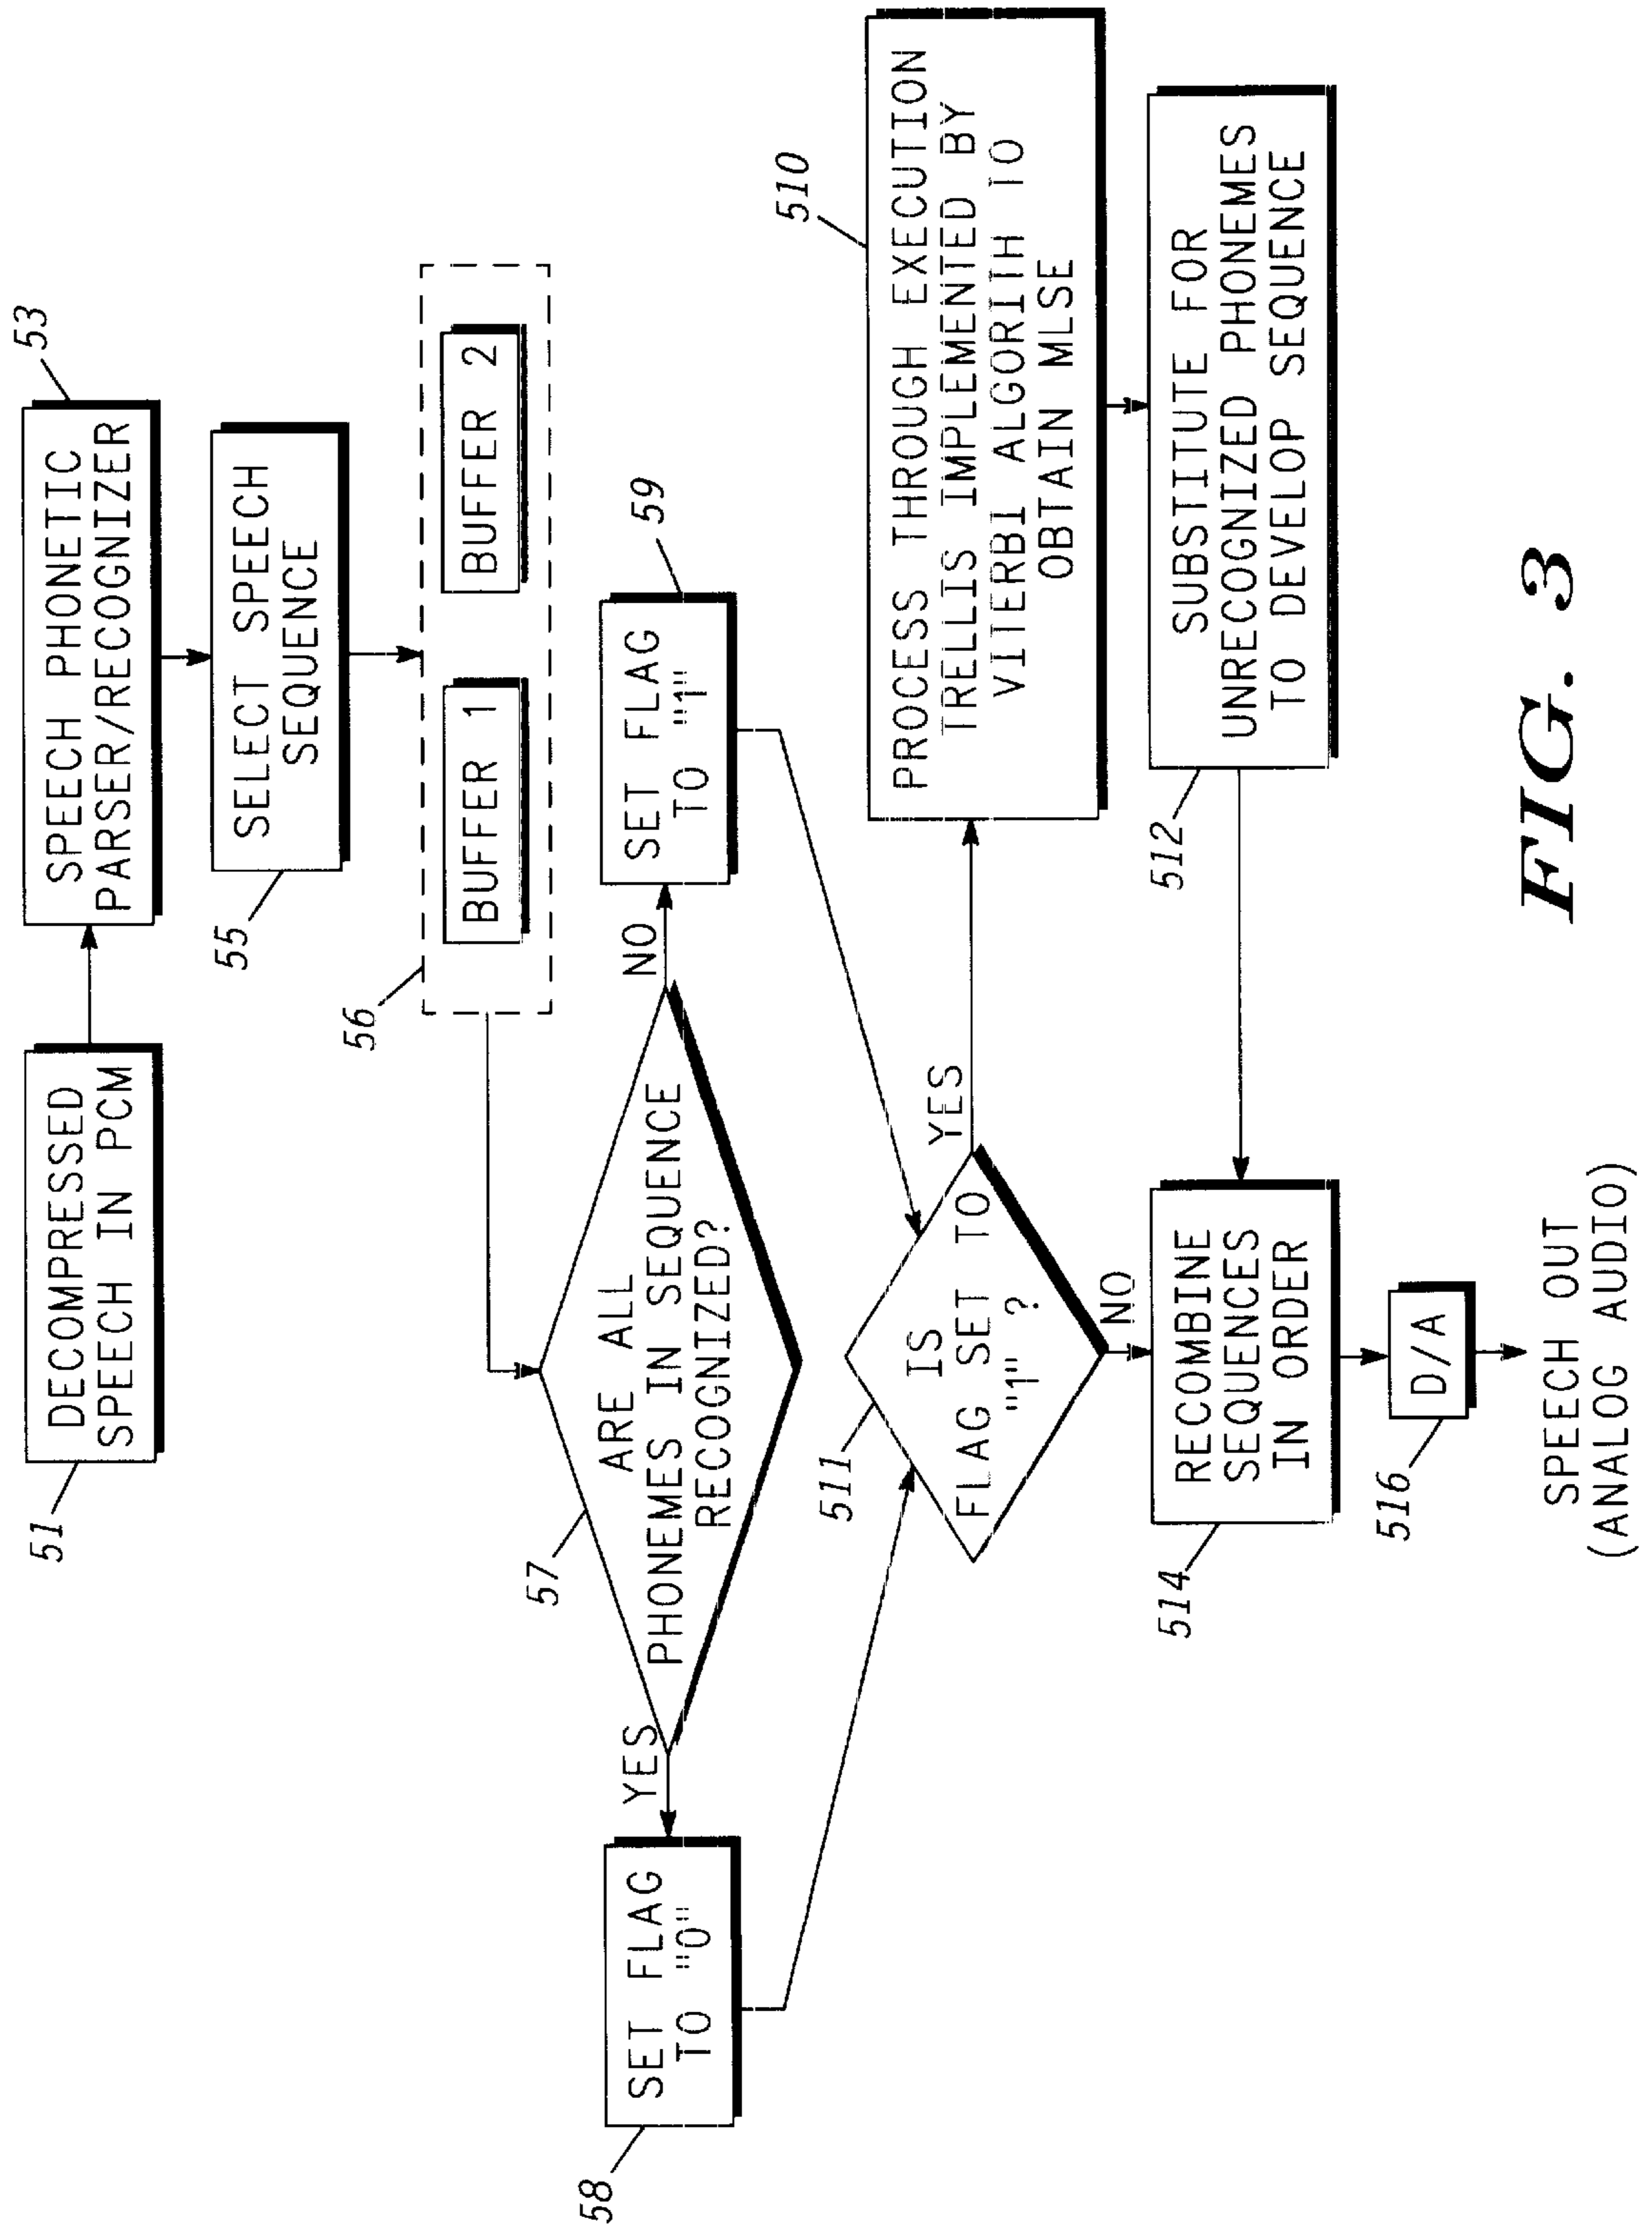 DECOMPRESSED
SPEECH IN PCM
51
SPEECH PHONETIC
PARSER/RECOGNIZER
53
SELECT SPEECH
SEQUENCE
55
BUFFER 1
BUFFER 2
56
ARE ALL
PHONEMES IN SEQUENCE
RECOGNIZED?
57
YES
NO
SET FLAG
TO "0"
58
SET FLAG
TO "1"
59
IS
FLAG SET TO
"1" ?
511
YES
NO
PROCESS THROUGH EXECUTION
TRELLIS IMPLEMENTED BY
VITERBI ALGORITH TO
OBTAIN MLSE
510
SUBSTITUTE FOR
UNRECOGNIZED PHONEMES
TO DEVELOP SEQUENCE
512
RECOMBINE
SEQUENCES
IN ORDER
514
D/A
516
SPEECH OUT
(ANALOG AUDIO)
FIG. 3